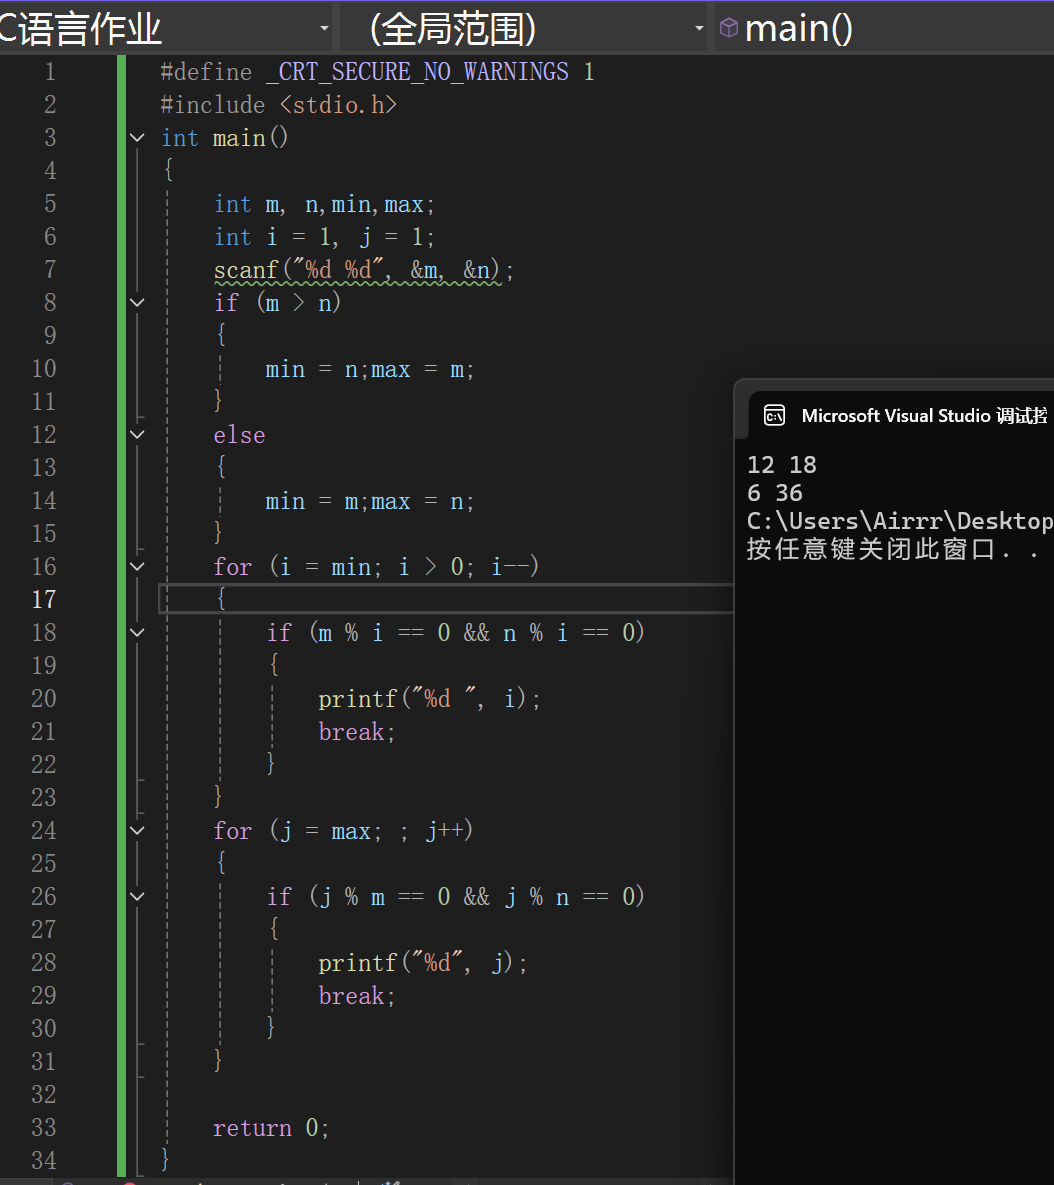 C语言作业 (全局范围) main()
1 #define _CRT_SECURE_NO_WARNINGS 1
2 #include <stdio.h>
3 int main()
4 {
5 int m, n,min,max;
6 int i = 1, j = 1;
7 scanf("%d %d", &m, &n);
8 if (m > n)
9 {
10 min = n;max = m;
11 }
12 else
13 {
14 min = m;max = n;
15 }
16 for (i = min; i > 0; i--)
17 {
18 if (m % i == 0 && n % i == 0)
19 {
20 printf("%d ", i);
21 break;
22 }
23 }
24 for (j = max; ; j++)
25 {
26 if (j % m == 0 && j % n == 0)
27 {
28 printf("%d", j);
29 break;
30 }
31 }
32
33 return 0;
34 }
Microsoft Visual Studio 调试控
12 18
6 36
C:\Users\Airrr\Desktop
按任意键关闭此窗口. .